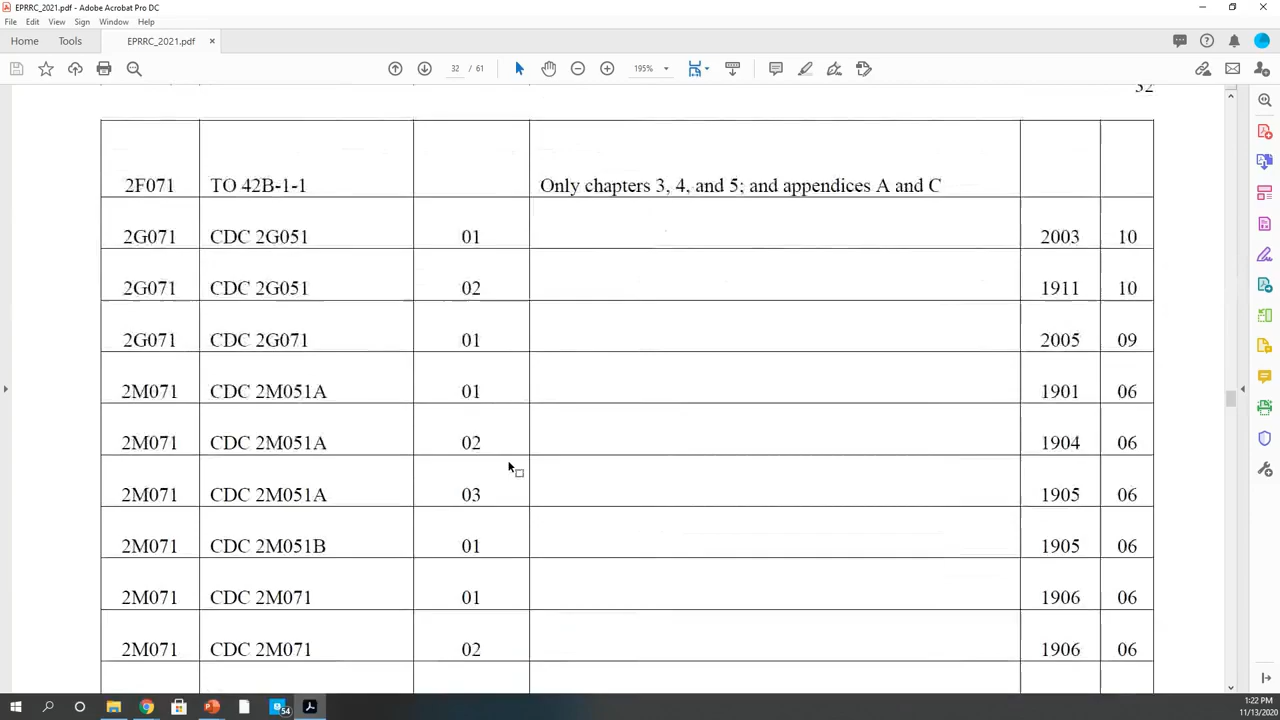 EPRRC_2021.pdf - Adobe Acrobat Pro DC
File Edit View Sign Window Help
Home Tools EPRRC_2021.pdf ×
32 / 61 195%
32
2F071 TO 42B-1-1 Only chapters 3, 4, and 5; and appendices A and C
2G071 CDC 2G051 01 2003 10
2G071 CDC 2G051 02 1911 10
2G071 CDC 2G071 01 2005 09
2M071 CDC 2M051A 01 1901 06
2M071 CDC 2M051A 02 1904 06
2M071 CDC 2M051A 03 1905 06
2M071 CDC 2M051B 01 1905 06
2M071 CDC 2M071 01 1906 06
2M071 CDC 2M071 02 1906 06
54
1:22 PM
11/13/2020